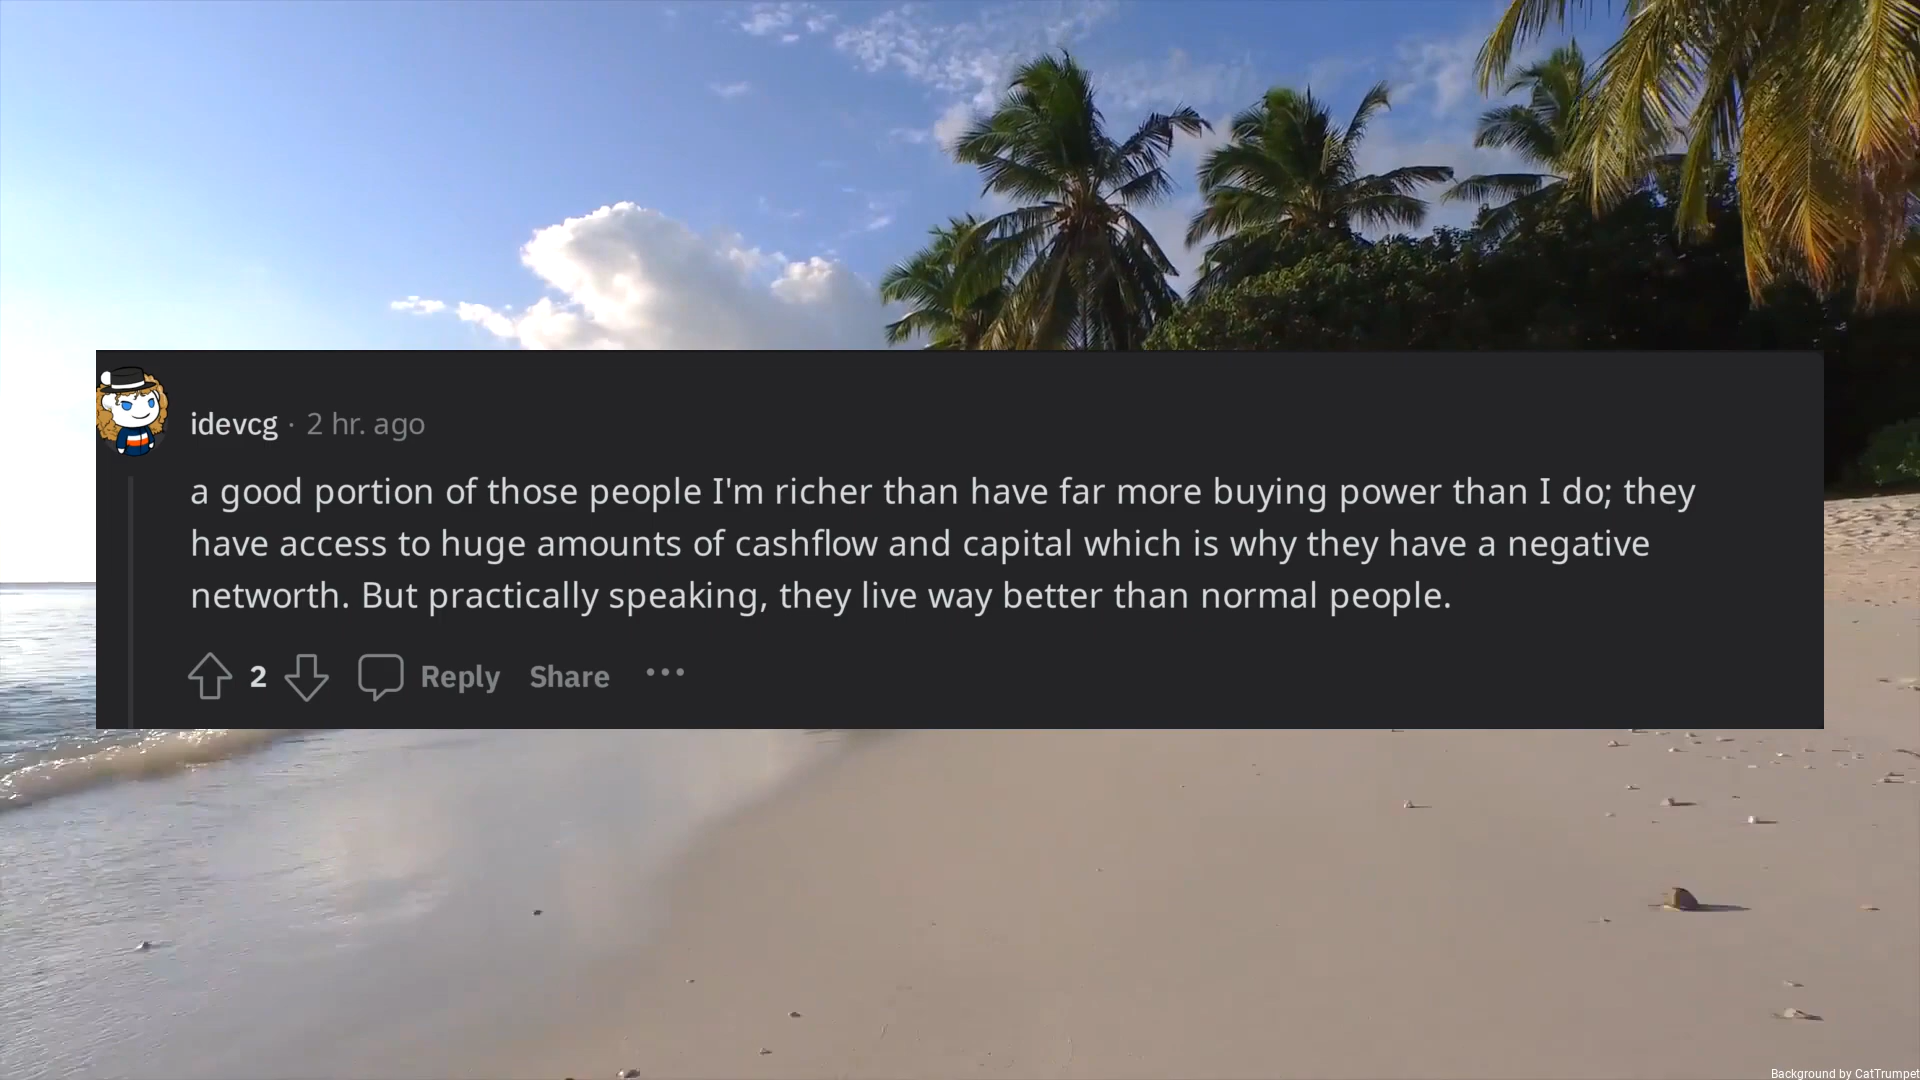 idevcg · 2 hr. ago
a good portion of those people I'm richer than have far more buying power than I do; they
have access to huge amounts of cashflow and capital which is why they have a negative
networth. But practically speaking, they live way better than normal people.
2 Reply Share •••
Background by CatTrumpet